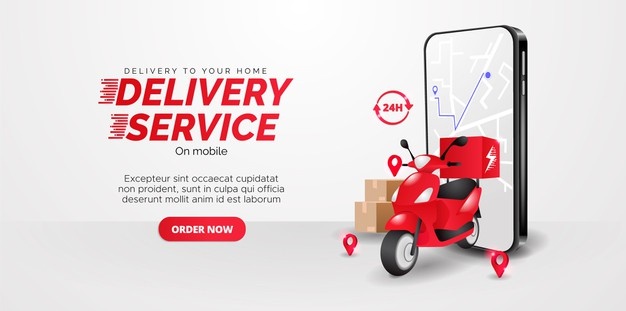 DELIVERY TO YOUR HOME
DELIVERY
SERVICE
On mobile
Excepteur sint occaecat cupidatat
non proident, sunt in culpa qui officia
deserunt mollit anim id est laborum
ORDER NOW
24H